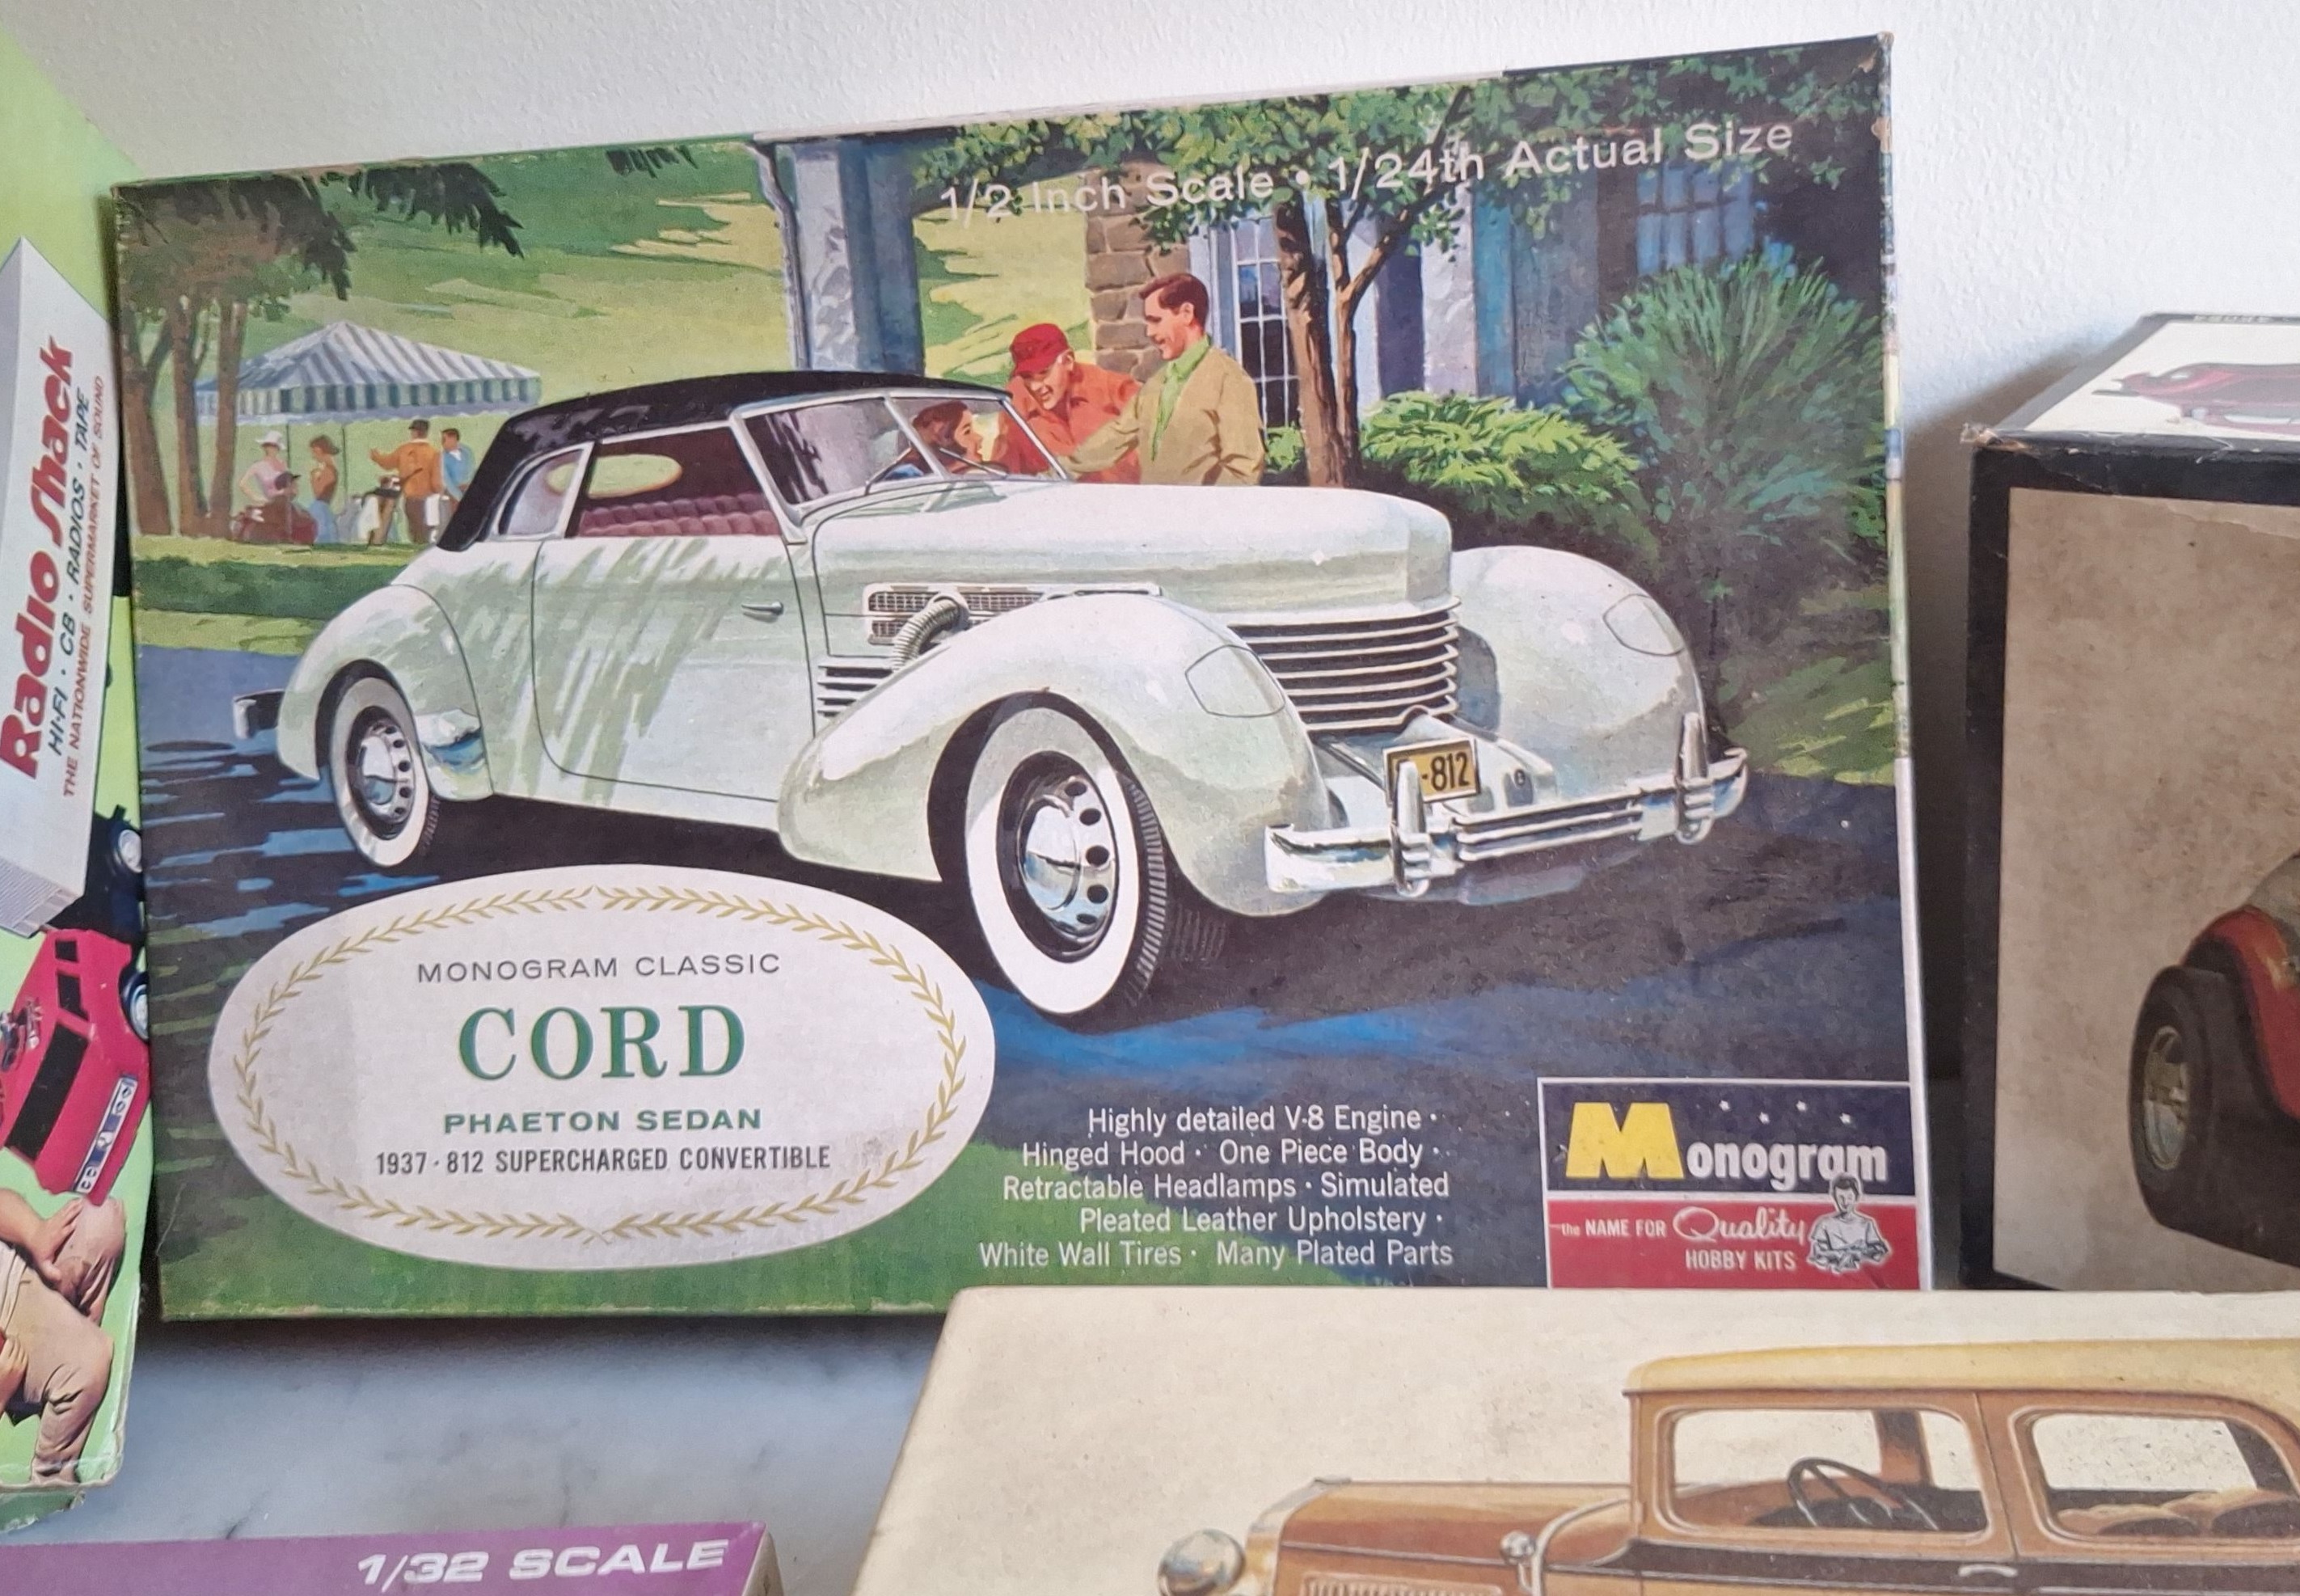 1/2 Inch Scale • 1/24th Actual Size
Radio Shack
HI-FI • CB • RADIOS • TAPE
THE NATIONWIDE SUPERMARKET OF SOUND
-812
MONOGRAM CLASSIC
CORD
PHAETON SEDAN
1937 · 812 SUPERCHARGED CONVERTIBLE
Highly detailed V-8 Engine •
Hinged Hood • One Piece Body •
Retractable Headlamps • Simulated
Pleated Leather Upholstery •
White Wall Tires • Many Plated Parts
Monogram
the NAME FOR Quality
HOBBY KITS
1/32 SCALE